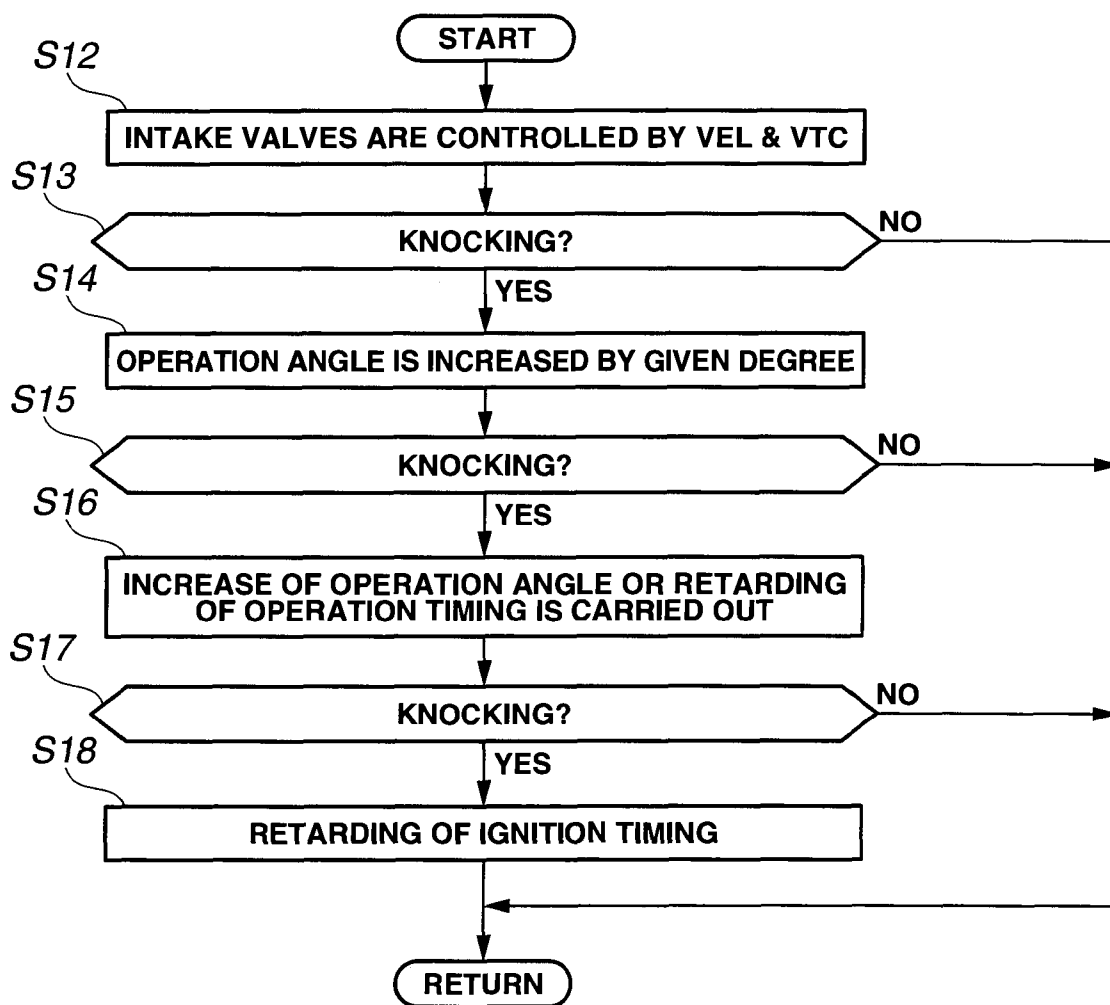 START
S12
INTAKE VALVES ARE CONTROLLED BY VEL & VTC
S13
KNOCKING?
NO
YES
S14
OPERATION ANGLE IS INCREASED BY GIVEN DEGREE
S15
KNOCKING?
NO
YES
S16
INCREASE OF OPERATION ANGLE OR RETARDING
OF OPERATION TIMING IS CARRIED OUT
S17
KNOCKING?
NO
YES
S18
RETARDING OF IGNITION TIMING
RETURN